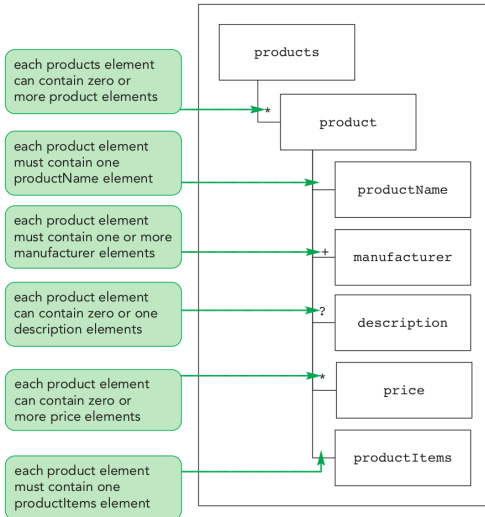 products
each products element
can contain zero or
more product elements
*
product
each product element
must contain one
productName element
productName
each product element
must contain one or more
manufacturer elements
+
manufacturer
each product element
can contain zero or one
description elements
?
description
each product element
can contain zero or
more price elements
*
price
each product element
must contain one
productItems element
productItems